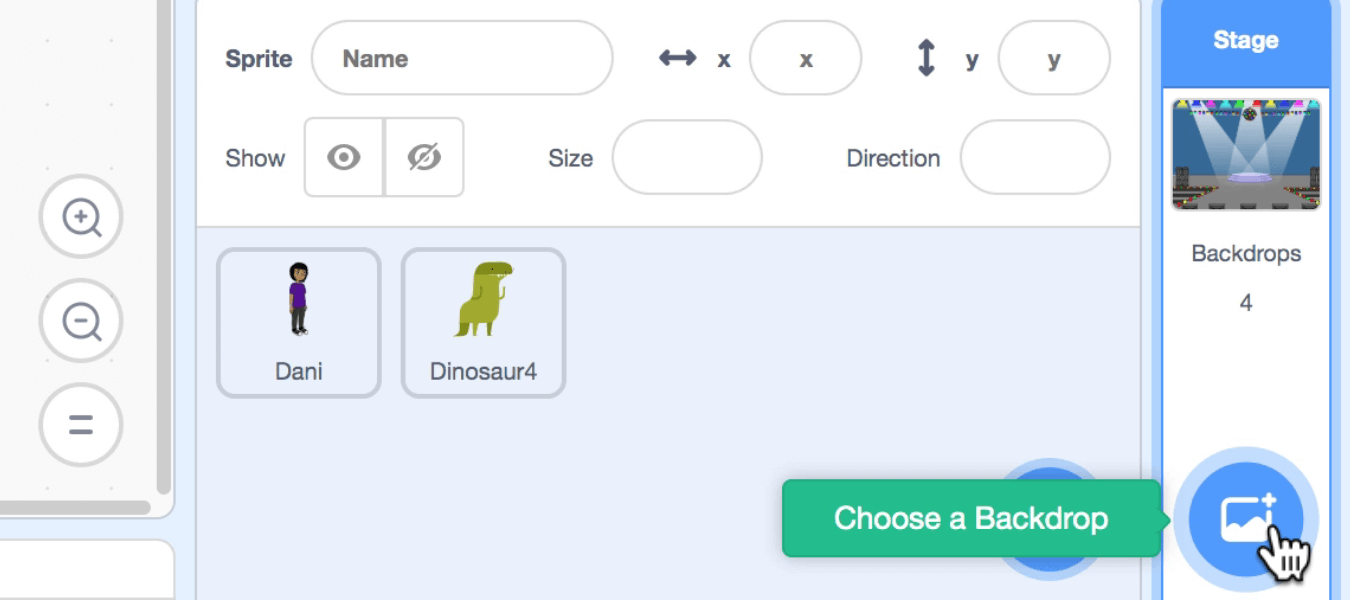 Sprite Name x x y y
Stage
Show Size Direction
Backdrops
4
Dani Dinosaur4
Choose a Backdrop